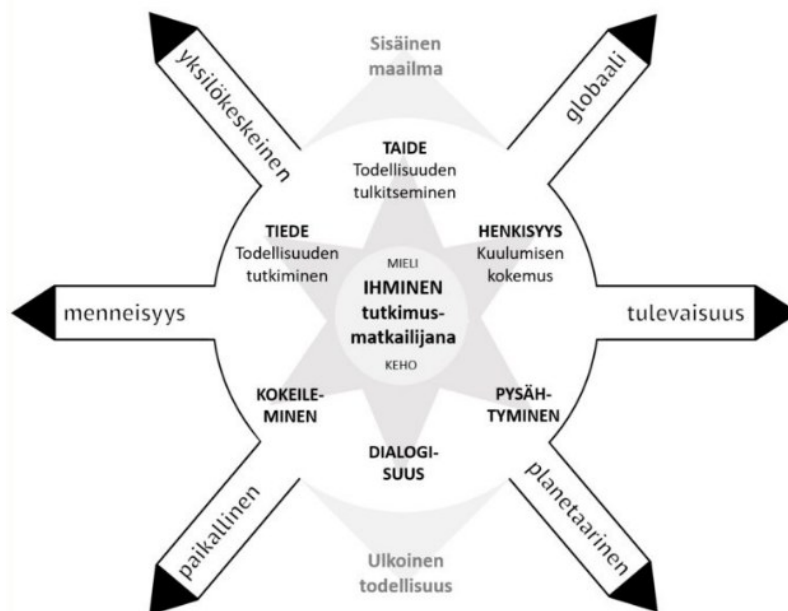 Sisäinen
maailma
yksilökeskeinen
globaali
TAIDE
Todellisuuden
tulkitseminen
TIEDE
Todellisuuden
tutkiminen
HENKISYYS
Kuulumisen
kokemus
MIELI
IHMINEN
tutkimus-
matkailijana
KEHO
menneisyys
tulevaisuus
KOKEILE-
MINEN
PYSÄH-
TYMINEN
DIALOGI-
SUUS
paikallinen
planetaarinen
Ulkoinen
todellisuus